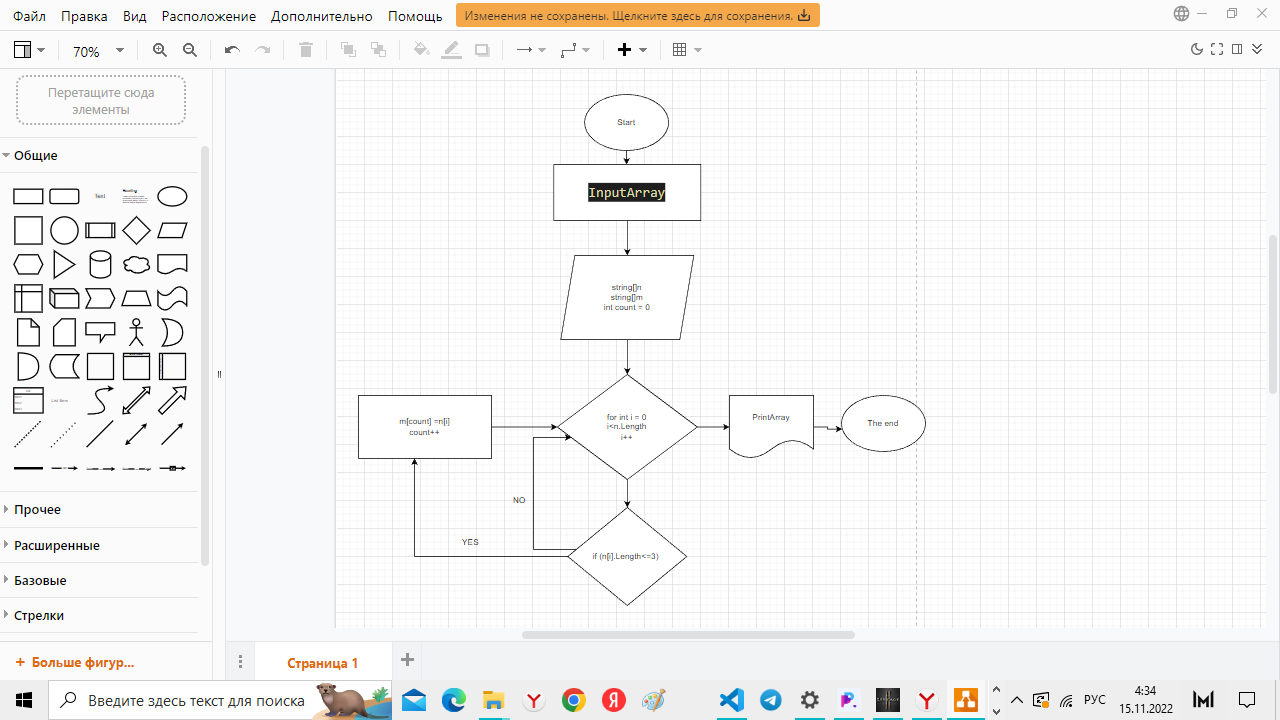 Файл Правка Вид Расположение Дополнительно Помощь Изменения не сохранены. Щелкните здесь для сохранения.
70%
Перетащите сюда
элементы
Общие
Text
Heading
List
List Item
Прочее
Расширенные
Базовые
Стрелки
+ Больше фигур...
Start
InputArray
string[]n
string[]m
int count = 0
m[count] =n[i]
count++
for int i = 0
i<n.Length
i++
PrintArray
The end
NO
YES
if (n[i].Length<=3)
Страница 1
Введите здесь текст для поиска
РУС
4:34
15.11.2022